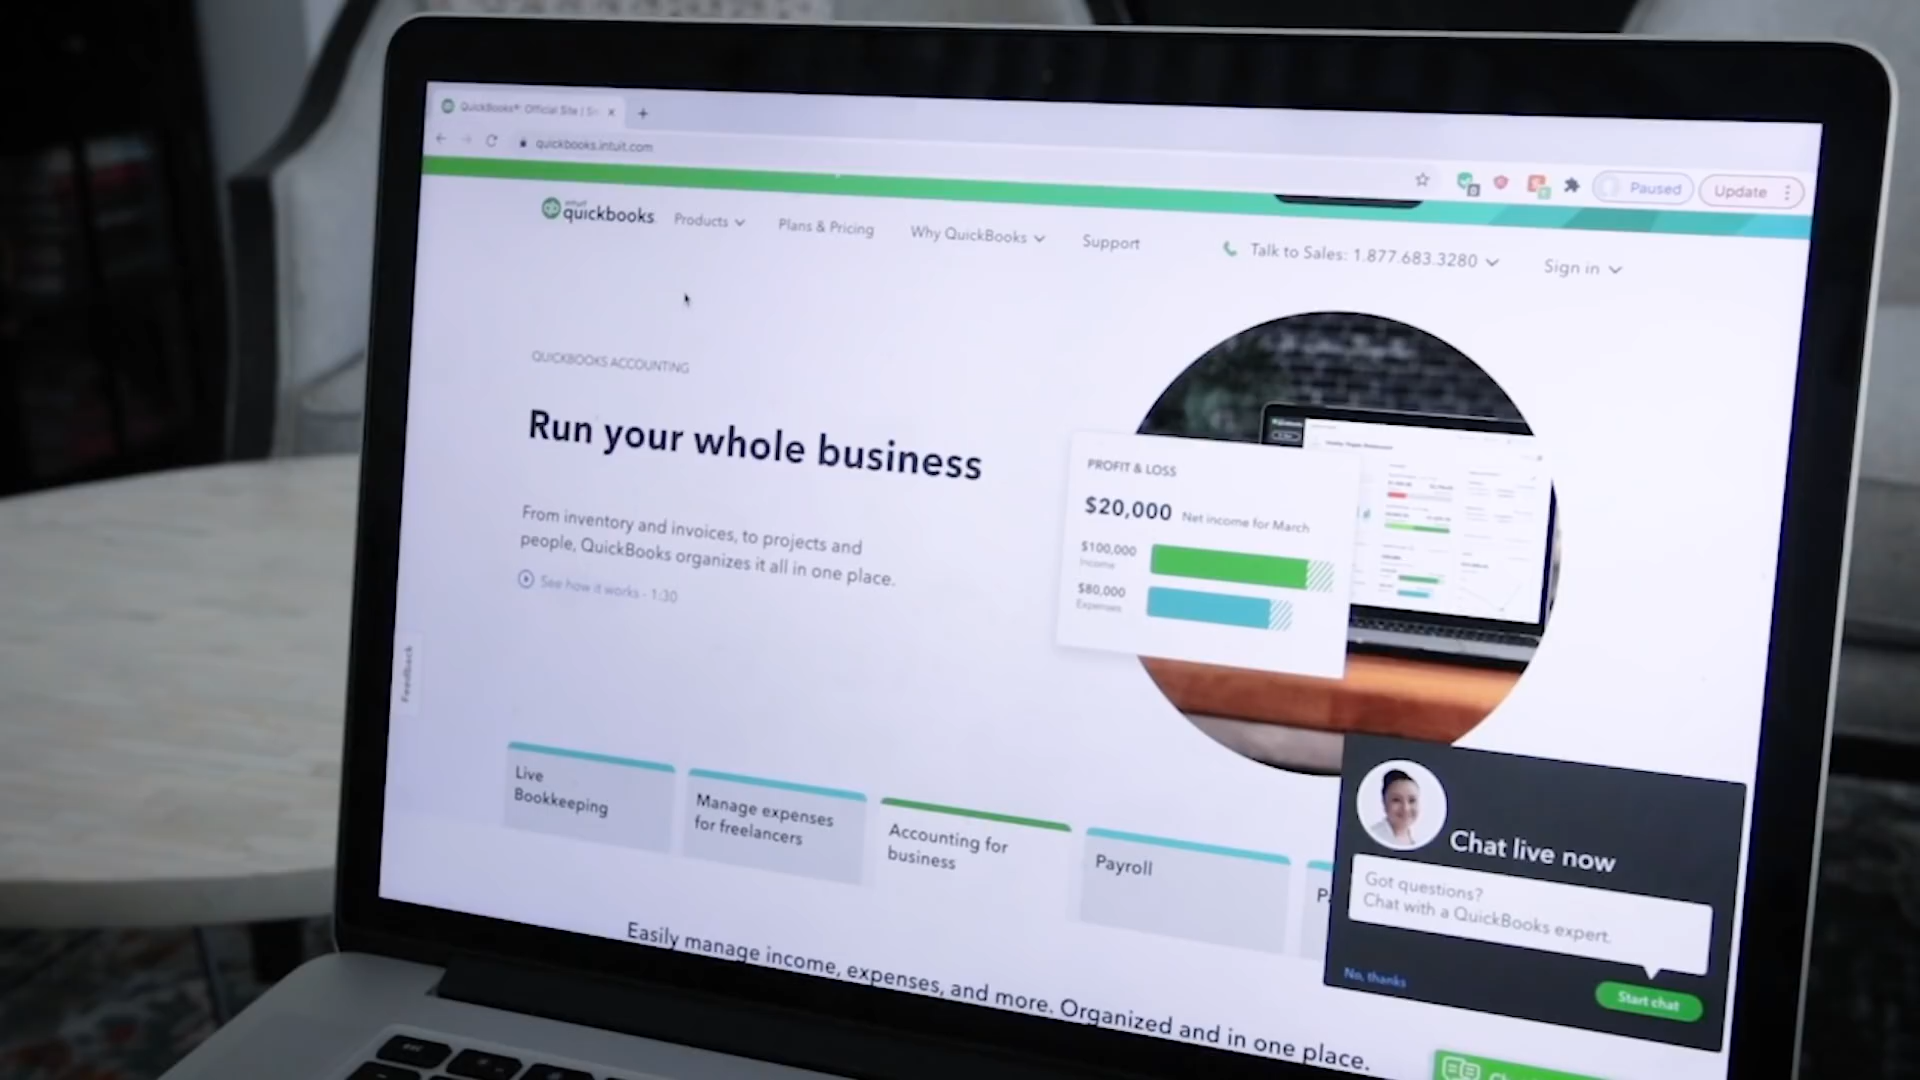 QuickBooks®: Official Site | S
quickbooks.intuit.com
Paused
Update
intuit
quickbooks
Products
Plans & Pricing
Why QuickBooks
Support
Talk to Sales: 1.877.683.3280
Sign in
QUICKBOOKS ACCOUNTING
Run your whole business
From inventory and invoices, to projects and
people, QuickBooks organizes it all in one place.
See how it works - 1:30
PROFIT & LOSS
$20,000 Net income for March
$100,000
Income
$80,000
Expenses
Feedback
Live
Bookkeeping
Manage expenses
for freelancers
Accounting for
business
Payroll
Chat live now
Got questions?
Chat with a QuickBooks expert.
No, thanks
Start chat
Easily manage income, expenses, and more. Organized and in one place.
esc